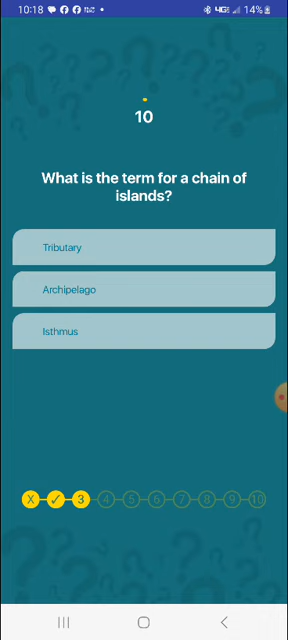 10:18
4G
14%
10
What is the term for a chain of
islands?
Tributary
Archipelago
Isthmus
X ✓ 3 4 5 6 7 8 9 10